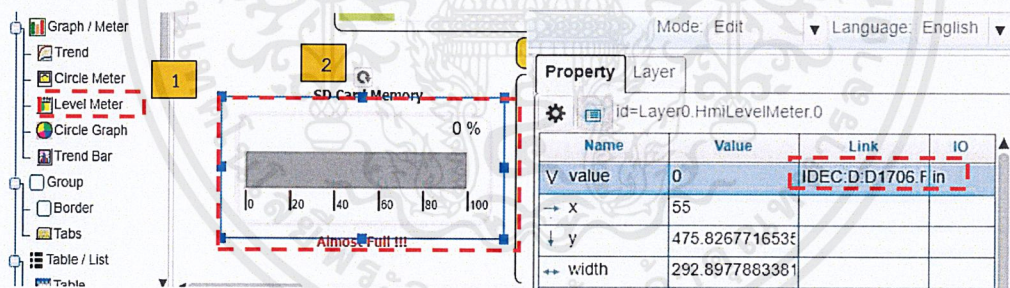 Graph / Meter
Trend
Circle Meter
Level Meter
Circle Graph
Trend Bar
Group
Border
Tabs
Table / List
Table
1
2
SD Card Memory
0 %
0 20 40 60 80 100
Almost Full !!!
Mode: Edit
Language: English
Property Layer
id=Layer0.HmiLevelMeter.0
Name Value Link IO
value 0 IDEC:D:D1706.F in
x 55
y 475.8267716535
width 292.8977883381